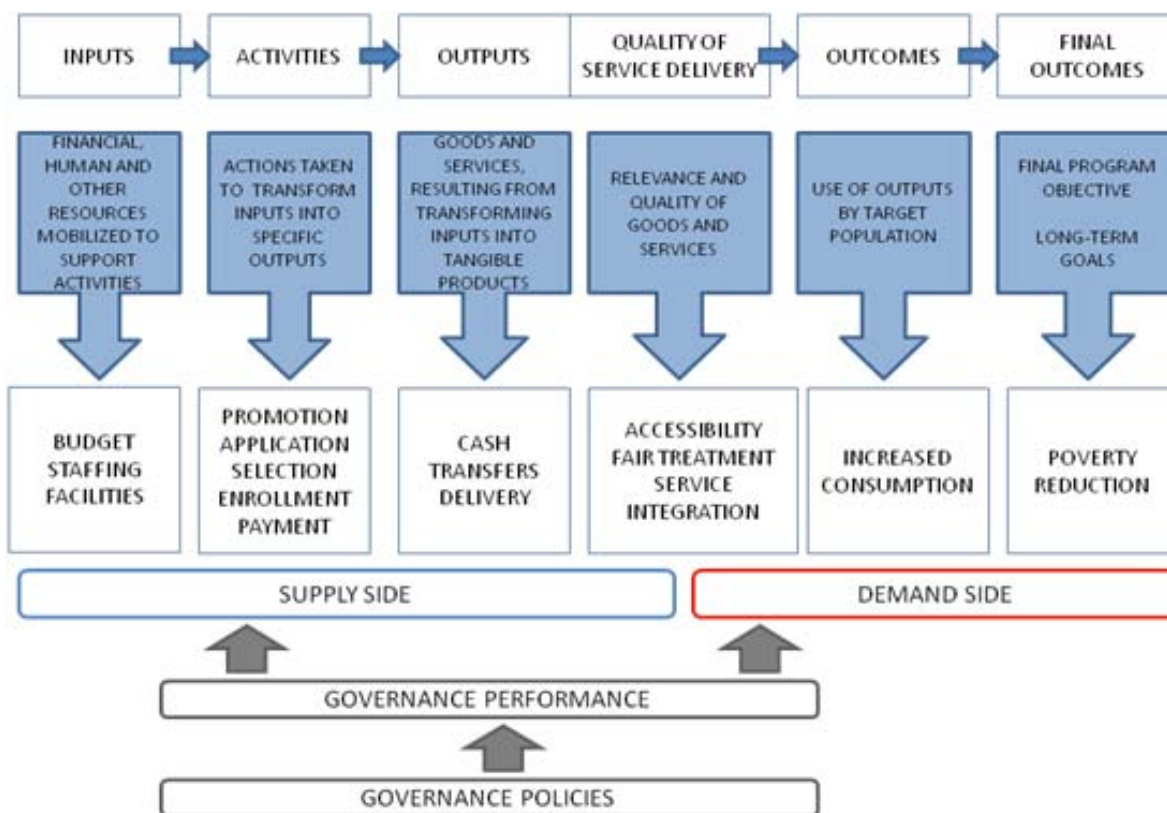 INPUTS
ACTIVITIES
OUTPUTS
QUALITY OF
SERVICE DELIVERY
OUTCOMES
FINAL
OUTCOMES
FINANCIAL,
HUMAN AND
OTHER
RESOURCES
MOBILIZED TO
SUPPORT
ACTIVITIES
ACTIONS TAKEN
TO TRANSFORM
INPUTS INTO
SPECIFIC
OUTPUTS
GOODS AND
SERVICES,
RESULTING FROM
TRANSFORMING
INPUTS INTO
TANGIBLE
PRODUCTS
RELEVANCE AND
QUALITY OF
GOODS AND
SERVICES
USE OF OUTPUTS
BY TARGET
POPULATION
FINAL PROGRAM
OBJECTIVE
LONG-TERM
GOALS
BUDGET
STAFFING
FACILITIES
PROMOTION
APPLICATION
SELECTION
ENROLLMENT
PAYMENT
CASH
TRANSFERS
DELIVERY
ACCESSIBILITY
FAIR TREATMENT
SERVICE
INTEGRATION
INCREASED
CONSUMPTION
POVERTY
REDUCTION
SUPPLY SIDE
DEMAND SIDE
GOVERNANCE PERFORMANCE
GOVERNANCE POLICIES